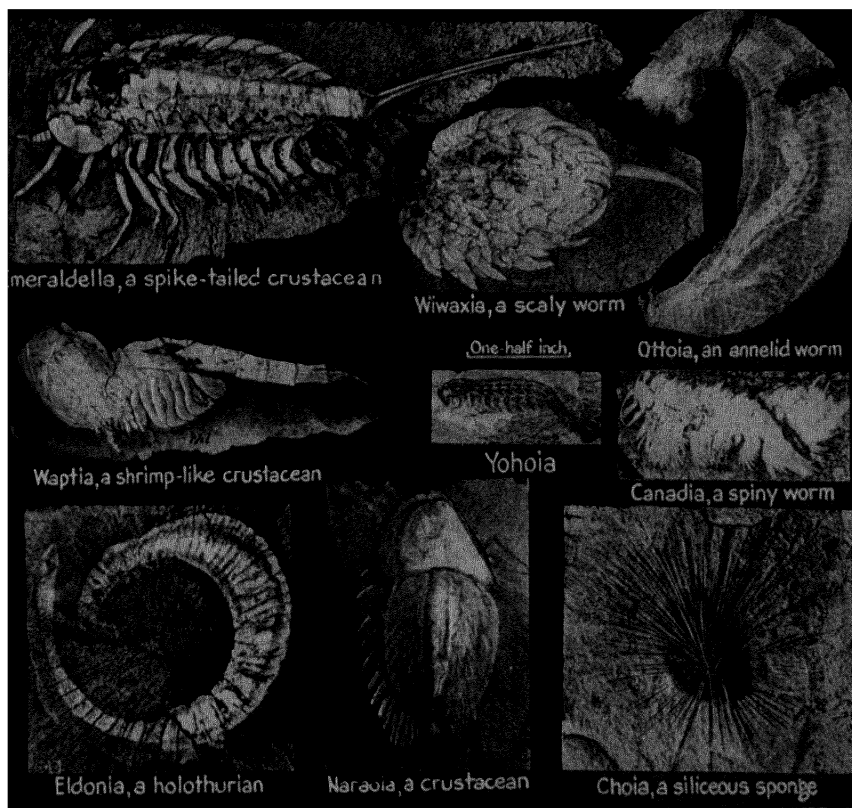 Emeraldella, a spike-tailed crustacean
Wiwaxia, a scaly worm
One-half inch
Ottoia, an annelid worm
Waptia, a shrimp-like crustacean
Yohoia
Canadia, a spiny worm
Eldonia, a holothurian
Naraoia, a crustacean
Choia, a siliceous sponge